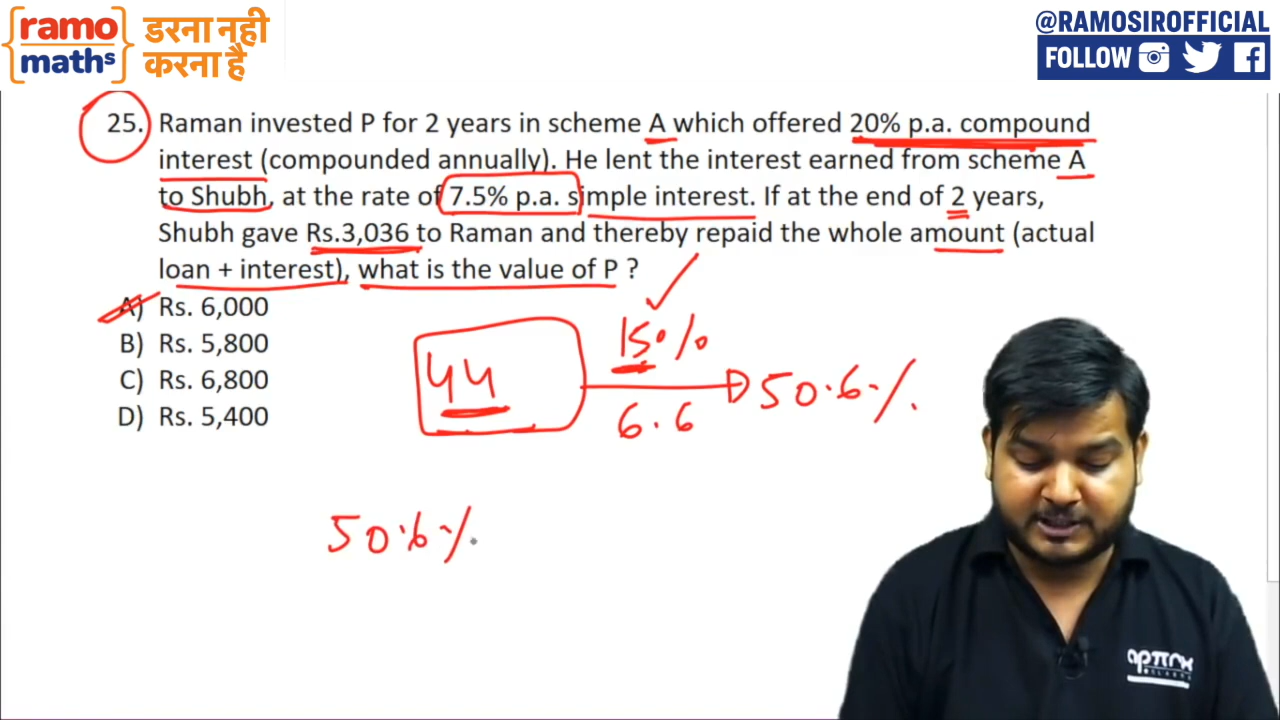 ramo
maths
डरना नही
करना है
@RAMOSIROFFICIAL
FOLLOW
25. Raman invested P for 2 years in scheme A which offered 20% p.a. compound
interest (compounded annually). He lent the interest earned from scheme A
to Shubh, at the rate of 7.5% p.a. simple interest. If at the end of 2 years,
Shubh gave Rs.3,036 to Raman and thereby repaid the whole amount (actual
loan + interest), what is the value of P ?
A) Rs. 6,000
B) Rs. 5,800
C) Rs. 6,800
D) Rs. 5,400
44
15%
6.6
50.6%
50.6%